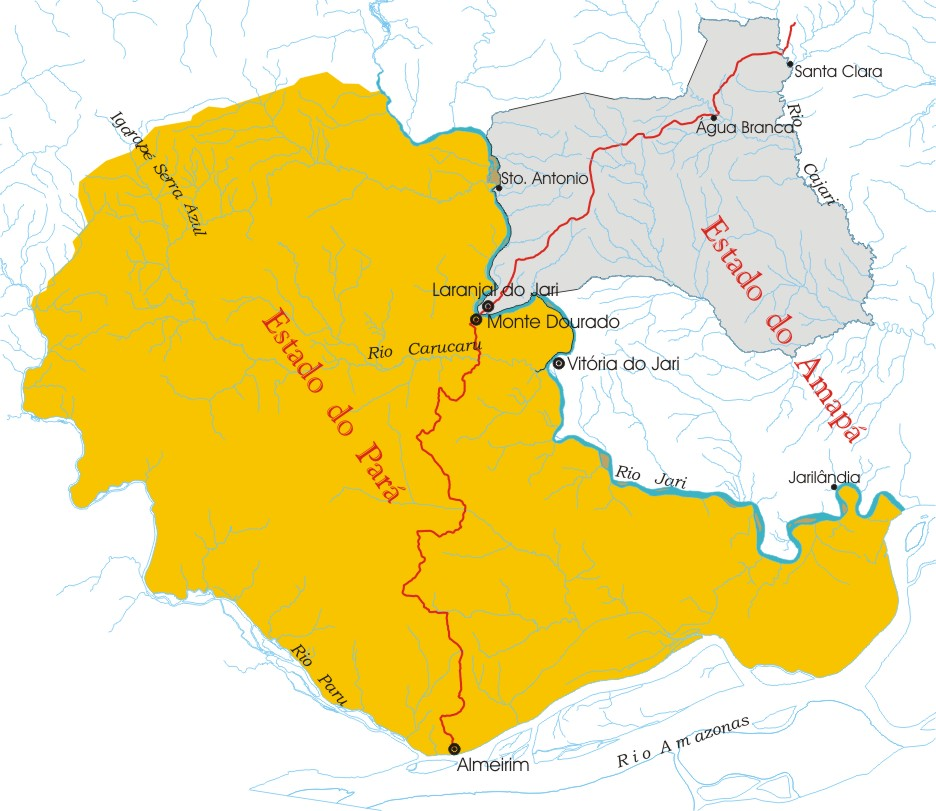 Santa Clara
Igarapé Serra Azul
Rio Cajari
Água Branca
Sto. Antonio
Estado do Amapá
Laranjal do Jari
Monte Dourado
Rio Carucaru
Vitória do Jari
Estado do Pará
Rio Jari
Jarilândia
Rio Paru
Rio Amazonas
Almeirim